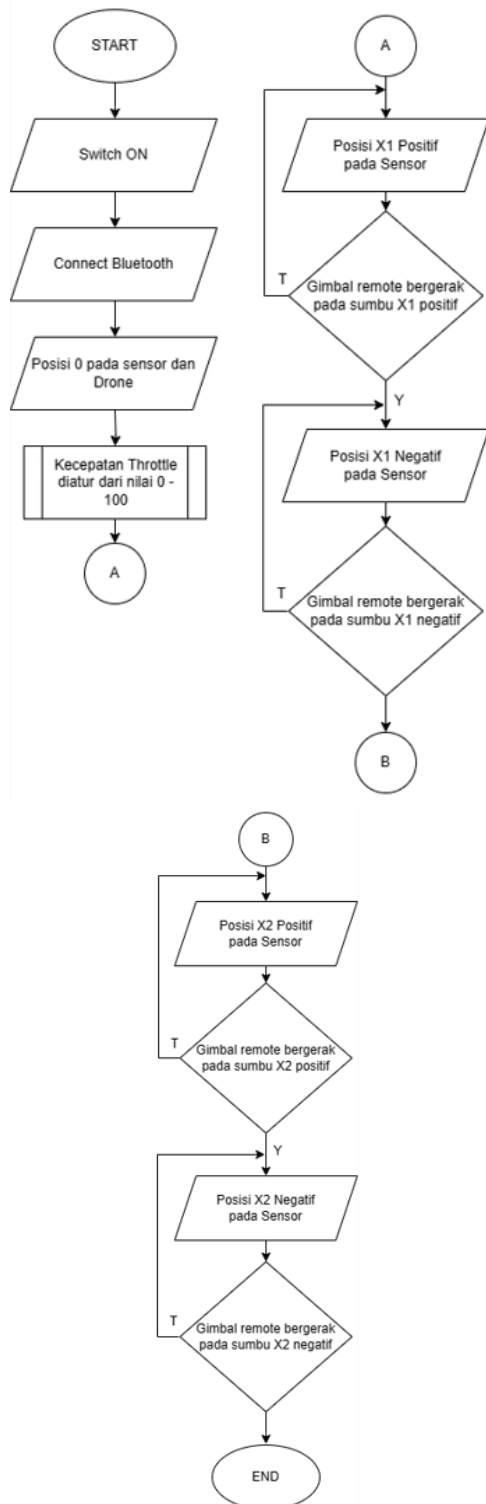 START
Switch ON
Connect Bluetooth
Posisi 0 pada sensor dan
Drone
Kecepatan Throttle
diatur dari nilai 0 -
100
A
A
Posisi X1 Positif
pada Sensor
T
Gimbal remote bergerak
pada sumbu X1 positif
Y
Posisi X1 Negatif
pada Sensor
T
Gimbal remote bergerak
pada sumbu X1 negatif
B
B
Posisi X2 Positif
pada Sensor
T
Gimbal remote bergerak
pada sumbu X2 positif
Y
Posisi X2 Negatif
pada Sensor
T
Gimbal remote bergerak
pada sumbu X2 negatif
END